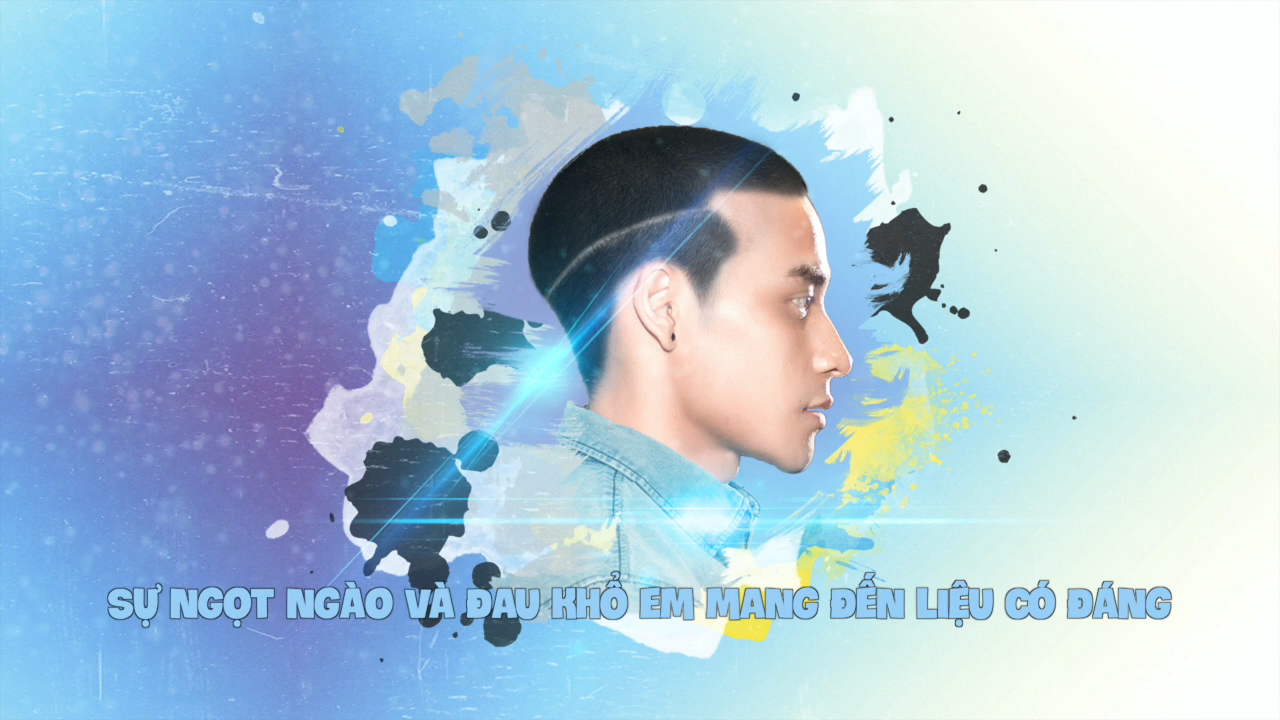 SỰ NGỌT NGÀO VÀ ĐAU KHỔ EM MANG ĐẾN LIỆU CÓ ĐÁNG